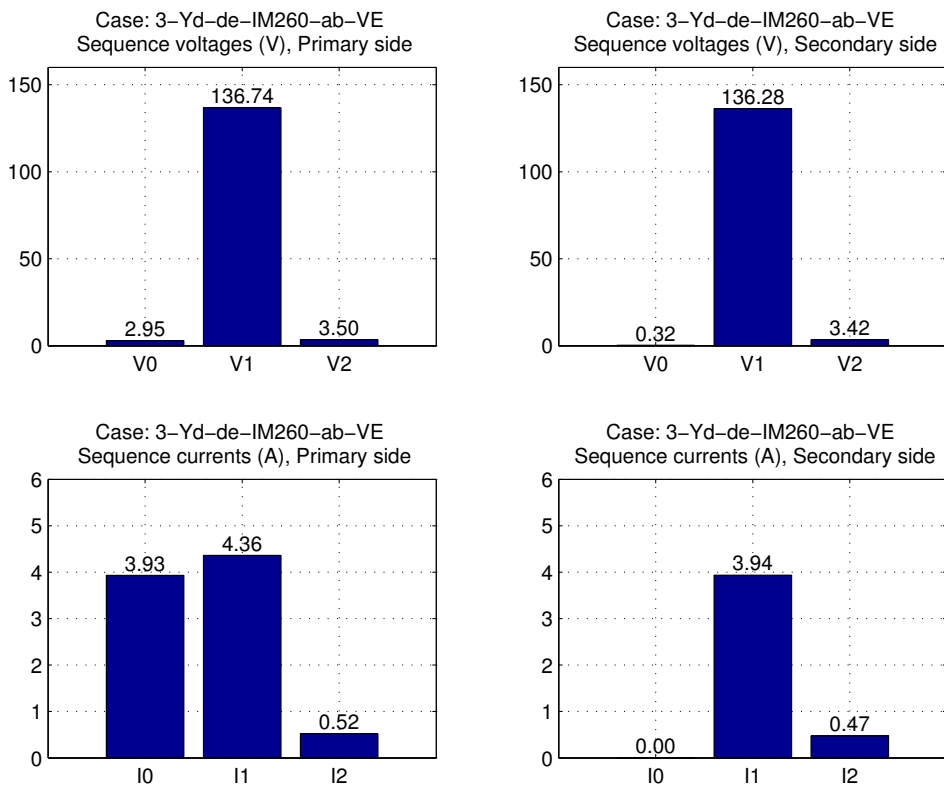 Case: 3−Yd−de−IM260−ab−VE
Sequence voltages (V), Primary side
150
100
50
0
136.74
2.95
3.50
V0 V1 V2
Case: 3−Yd−de−IM260−ab−VE
Sequence voltages (V), Secondary side
150
100
50
0
136.28
0.32
3.42
V0 V1 V2
Case: 3−Yd−de−IM260−ab−VE
Sequence currents (A), Primary side
6
5
4
3
2
1
0
3.93
4.36
0.52
I0 I1 I2
Case: 3−Yd−de−IM260−ab−VE
Sequence currents (A), Secondary side
6
5
4
3
2
1
0
0.00
3.94
0.47
I0 I1 I2